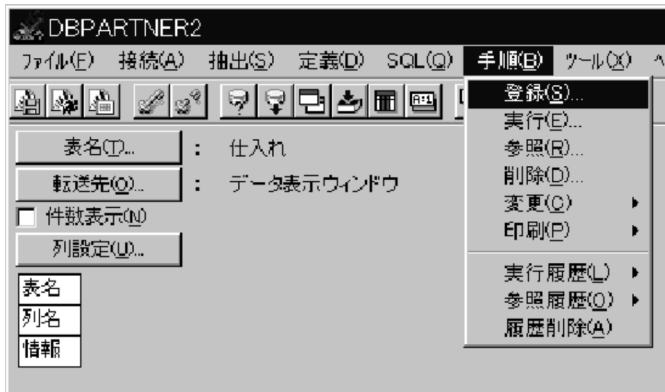 DBPARTNER2
ファイル(F) 接続(A) 抽出(S) 定義(D) SQL(Q) 手順(B) ツール(X)
登録(S)...
実行(E)...
参照(R)...
削除(D)...
変更(C)
印刷(P)
実行履歴(L)
参照履歴(O)
履歴削除(A)
表名(T)... : 仕入れ
転送先(O)... : データ表示ウィンドウ
件数表示(N)
列設定(U)...
表名
列名
情報